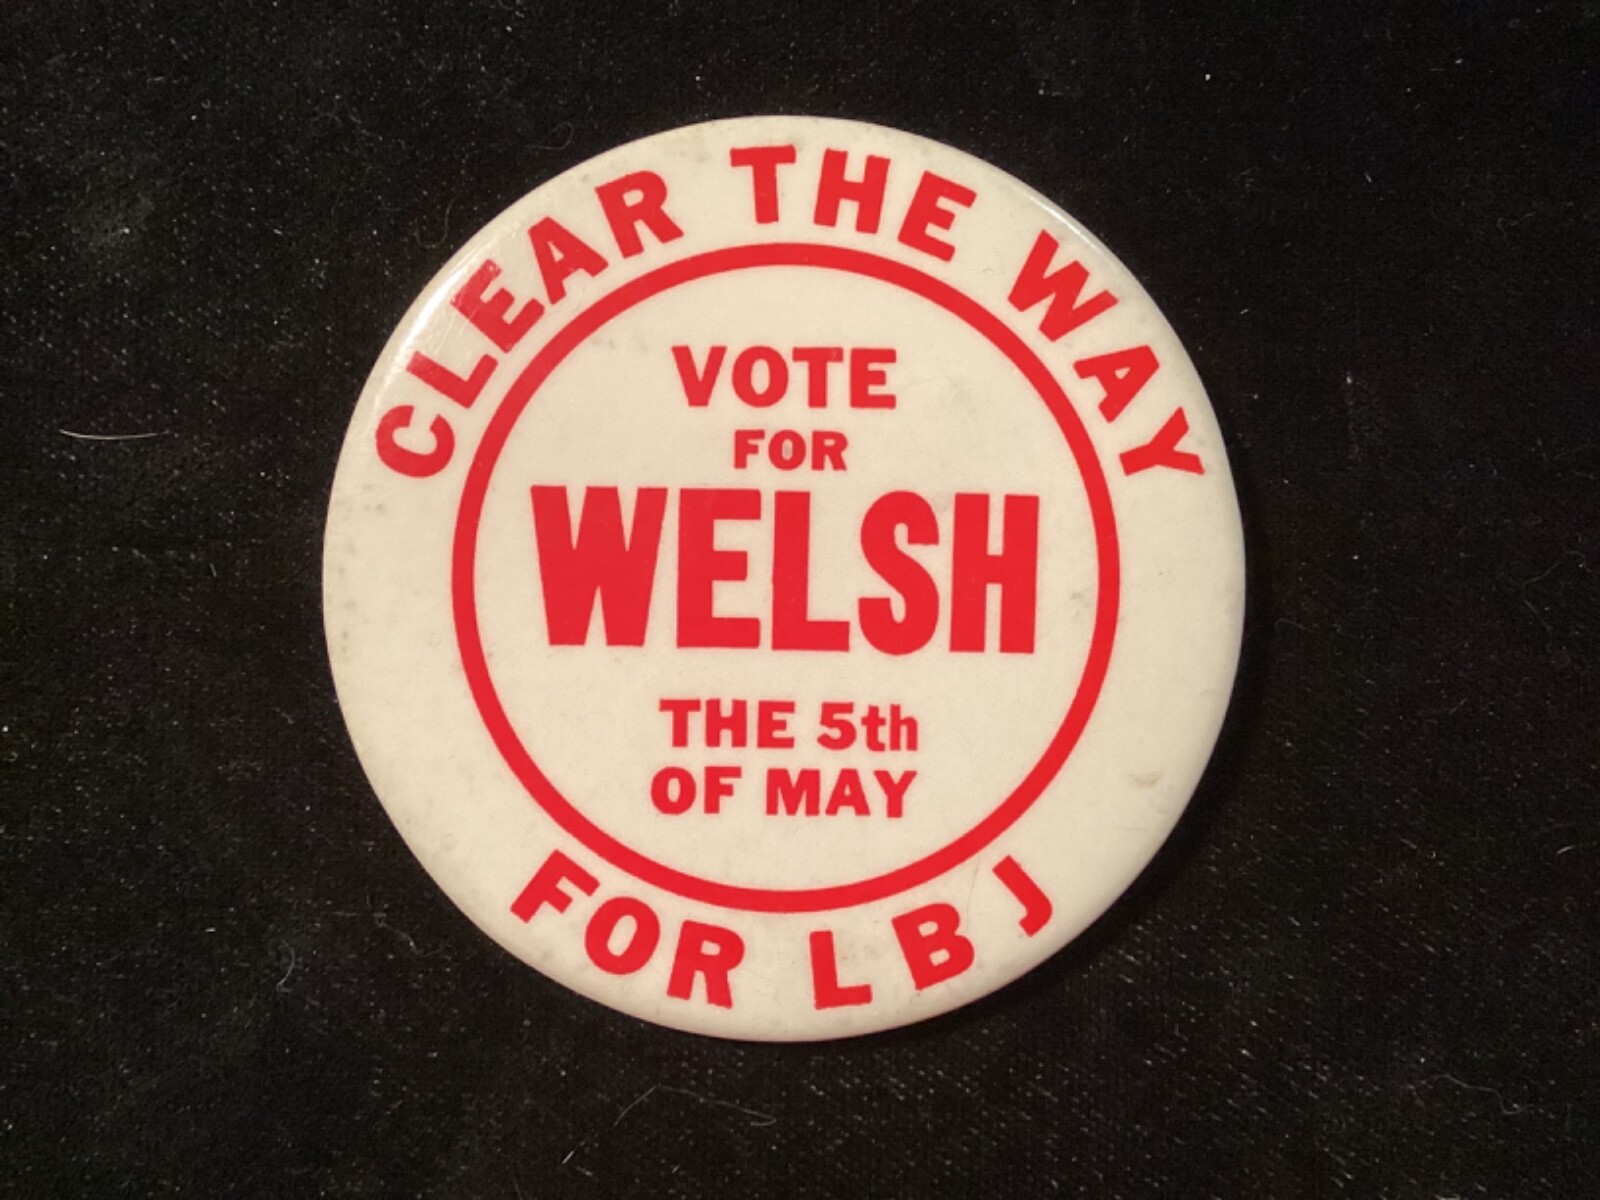 CLEAR THE WAY
VOTE
FOR
WELSH
THE 5th
OF MAY
FOR LBJ